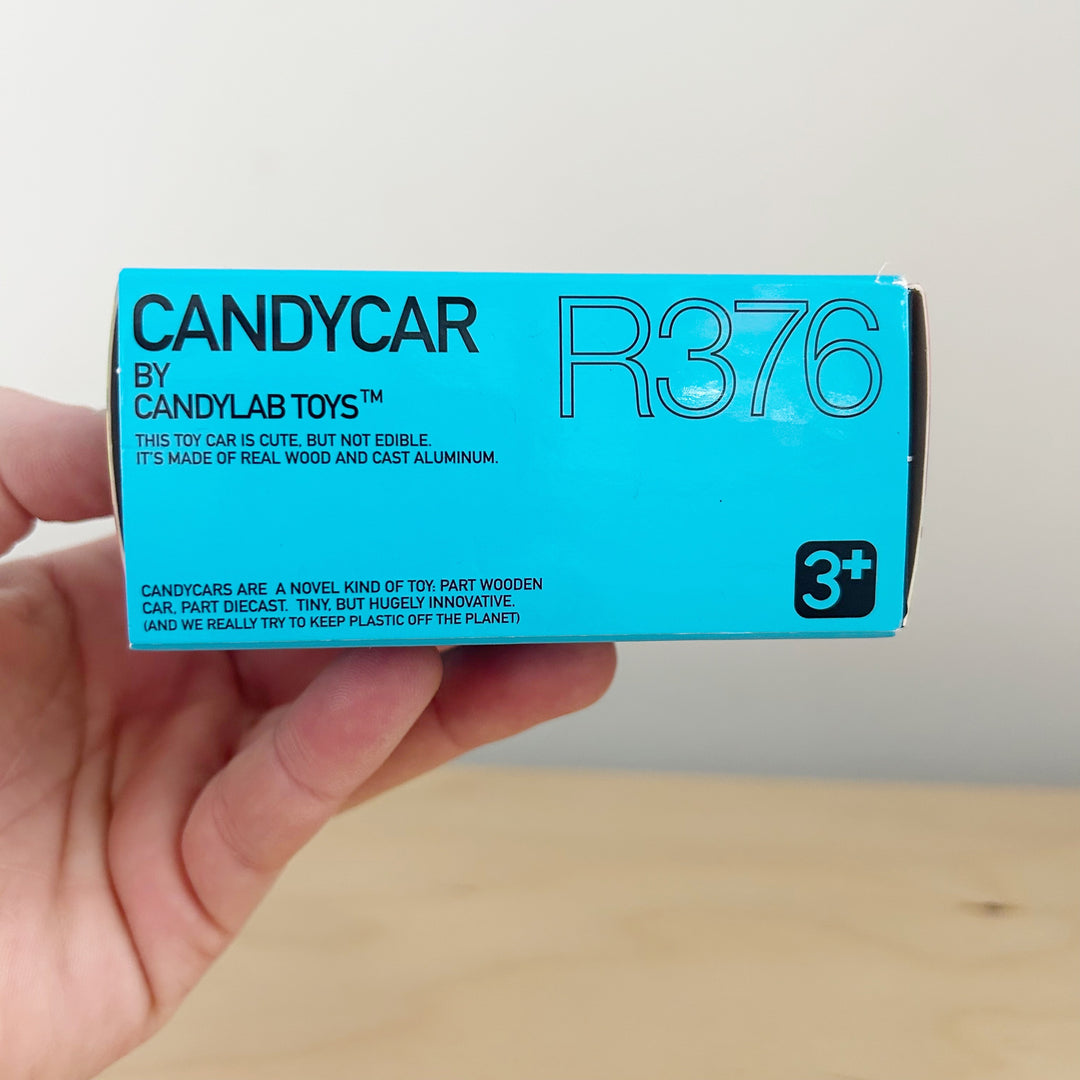 CANDYCAR
BY
CANDYLAB TOYS™
THIS TOY CAR IS CUTE, BUT NOT EDIBLE.
IT'S MADE OF REAL WOOD AND CAST ALUMINUM.
R376
CANDYCARS ARE A NOVEL KIND OF TOY: PART WOODEN
CAR, PART DIECAST. TINY, BUT HUGELY INNOVATIVE.
(AND WE REALLY TRY TO KEEP PLASTIC OFF THE PLANET)
3+